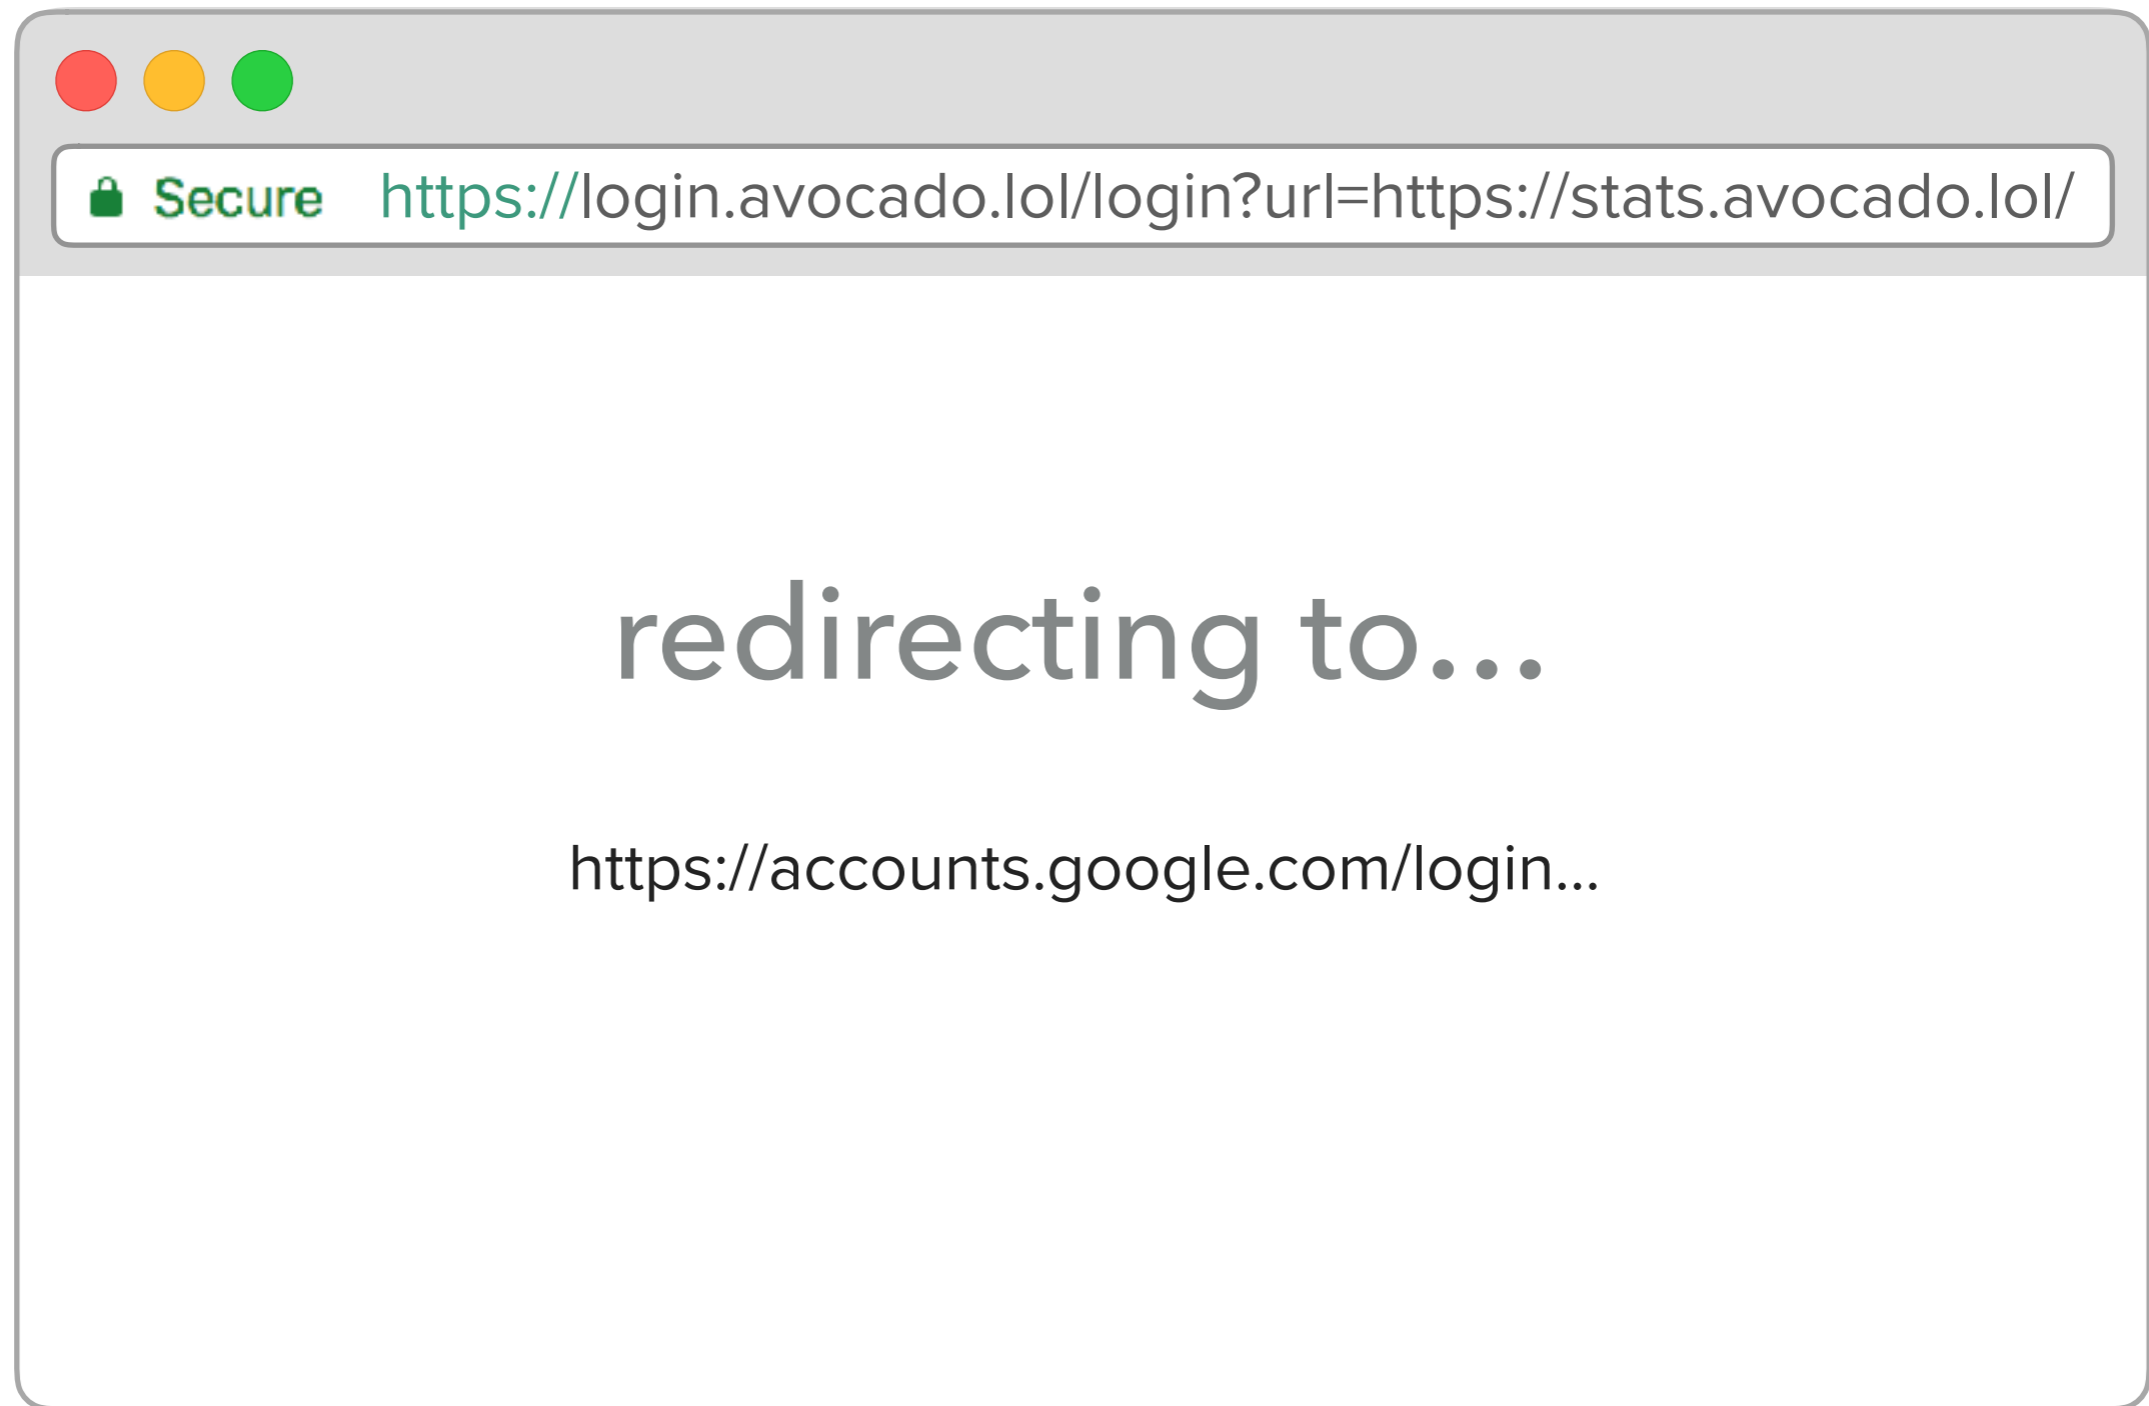 Secure https://login.avocado.lol/login?url=https://stats.avocado.lol/
redirecting to...
https://accounts.google.com/login...